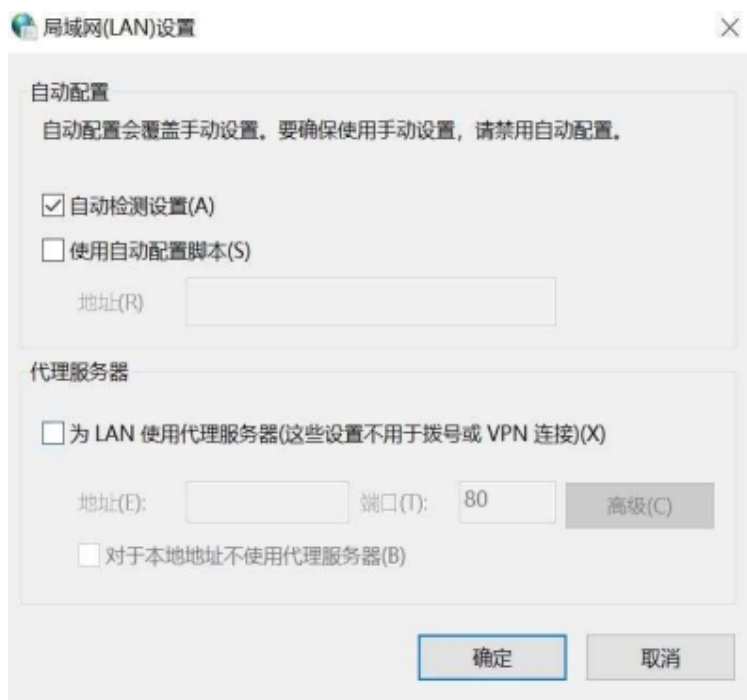 局域网(LAN)设置
自动配置
自动配置会覆盖手动设置。要确保使用手动设置，请禁用自动配置。
自动检测设置(A)
使用自动配置脚本(S)
地址(R)
代理服务器
为 LAN 使用代理服务器(这些设置不用于拨号或 VPN 连接)(X)
地址(E): 端口(T): 80 高级(C)
对于本地地址不使用代理服务器(B)
确定 取消